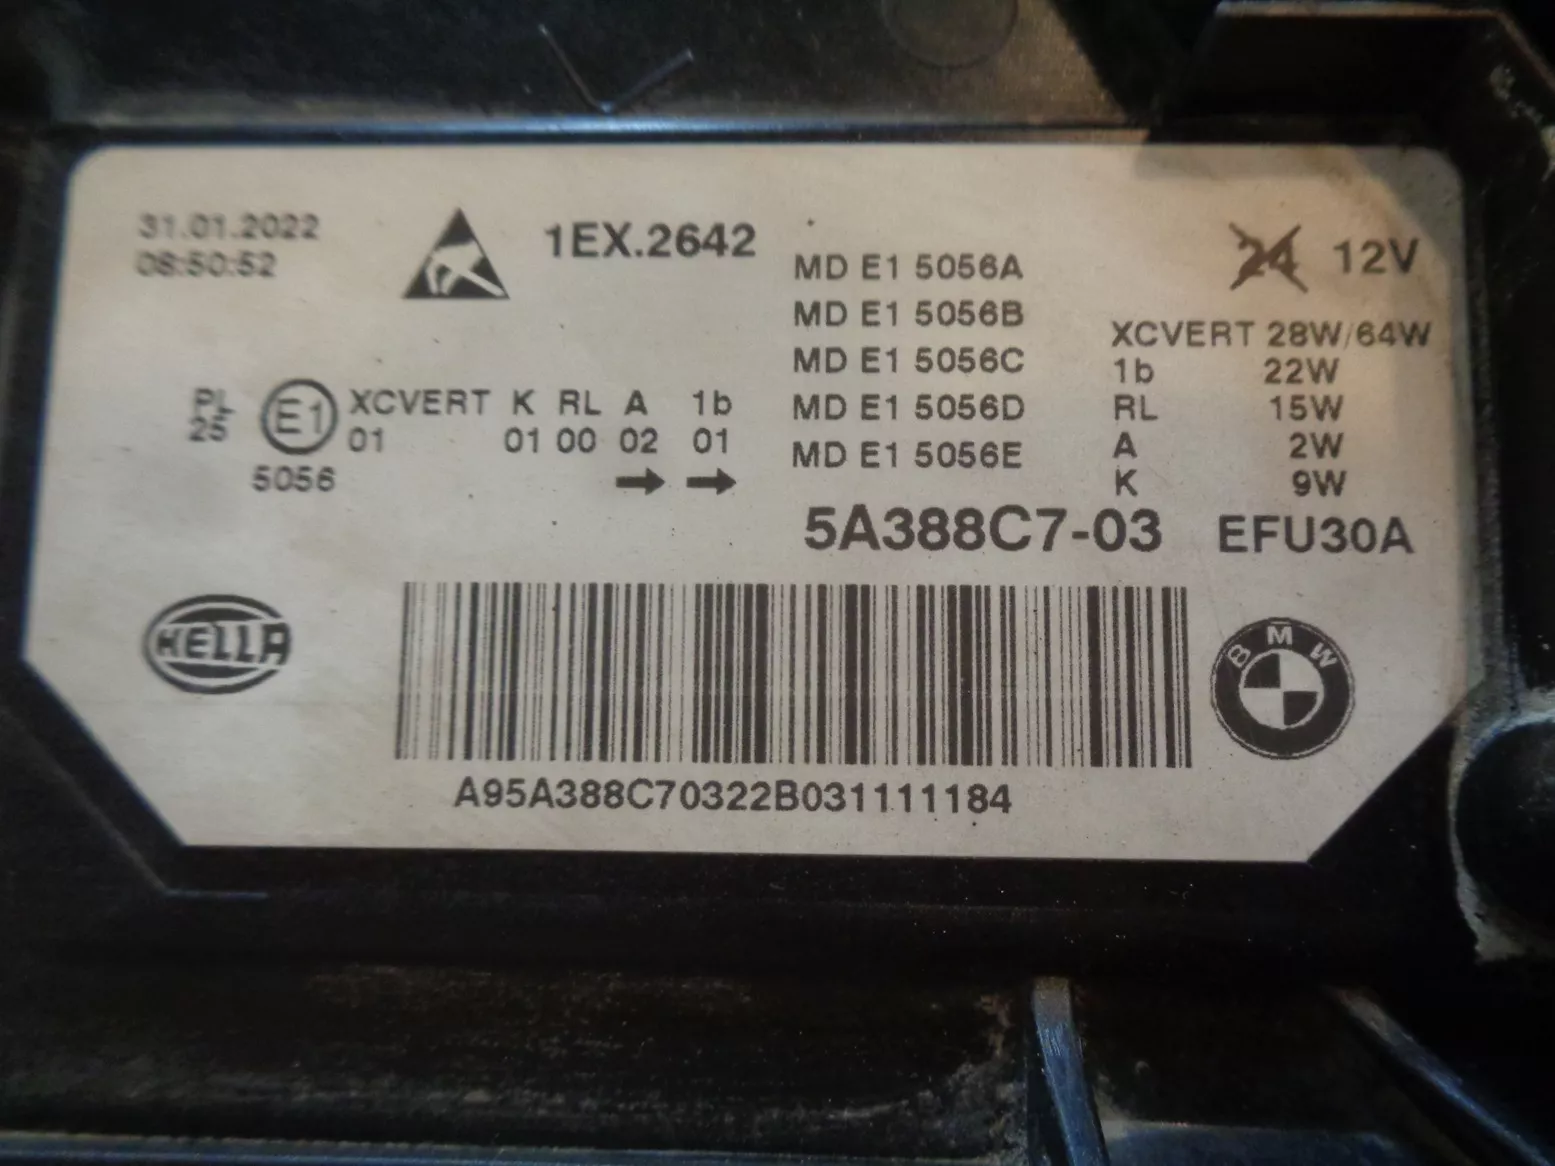 31.01.2022
08:50:52
1EX.2642
24 12V
MD E1 5056A
MD E1 5056B
MD E1 5056C
MD E1 5056D
MD E1 5056E
XCVERT 28W/64W
1b 22W
RL 15W
A 2W
K 9W
PL
25
E1
5056
XCVERT K RL A 1b
01 01 00 02 01
5A388C7-03 EFU30A
HELLA
BMW
A95A388C70322B031111184